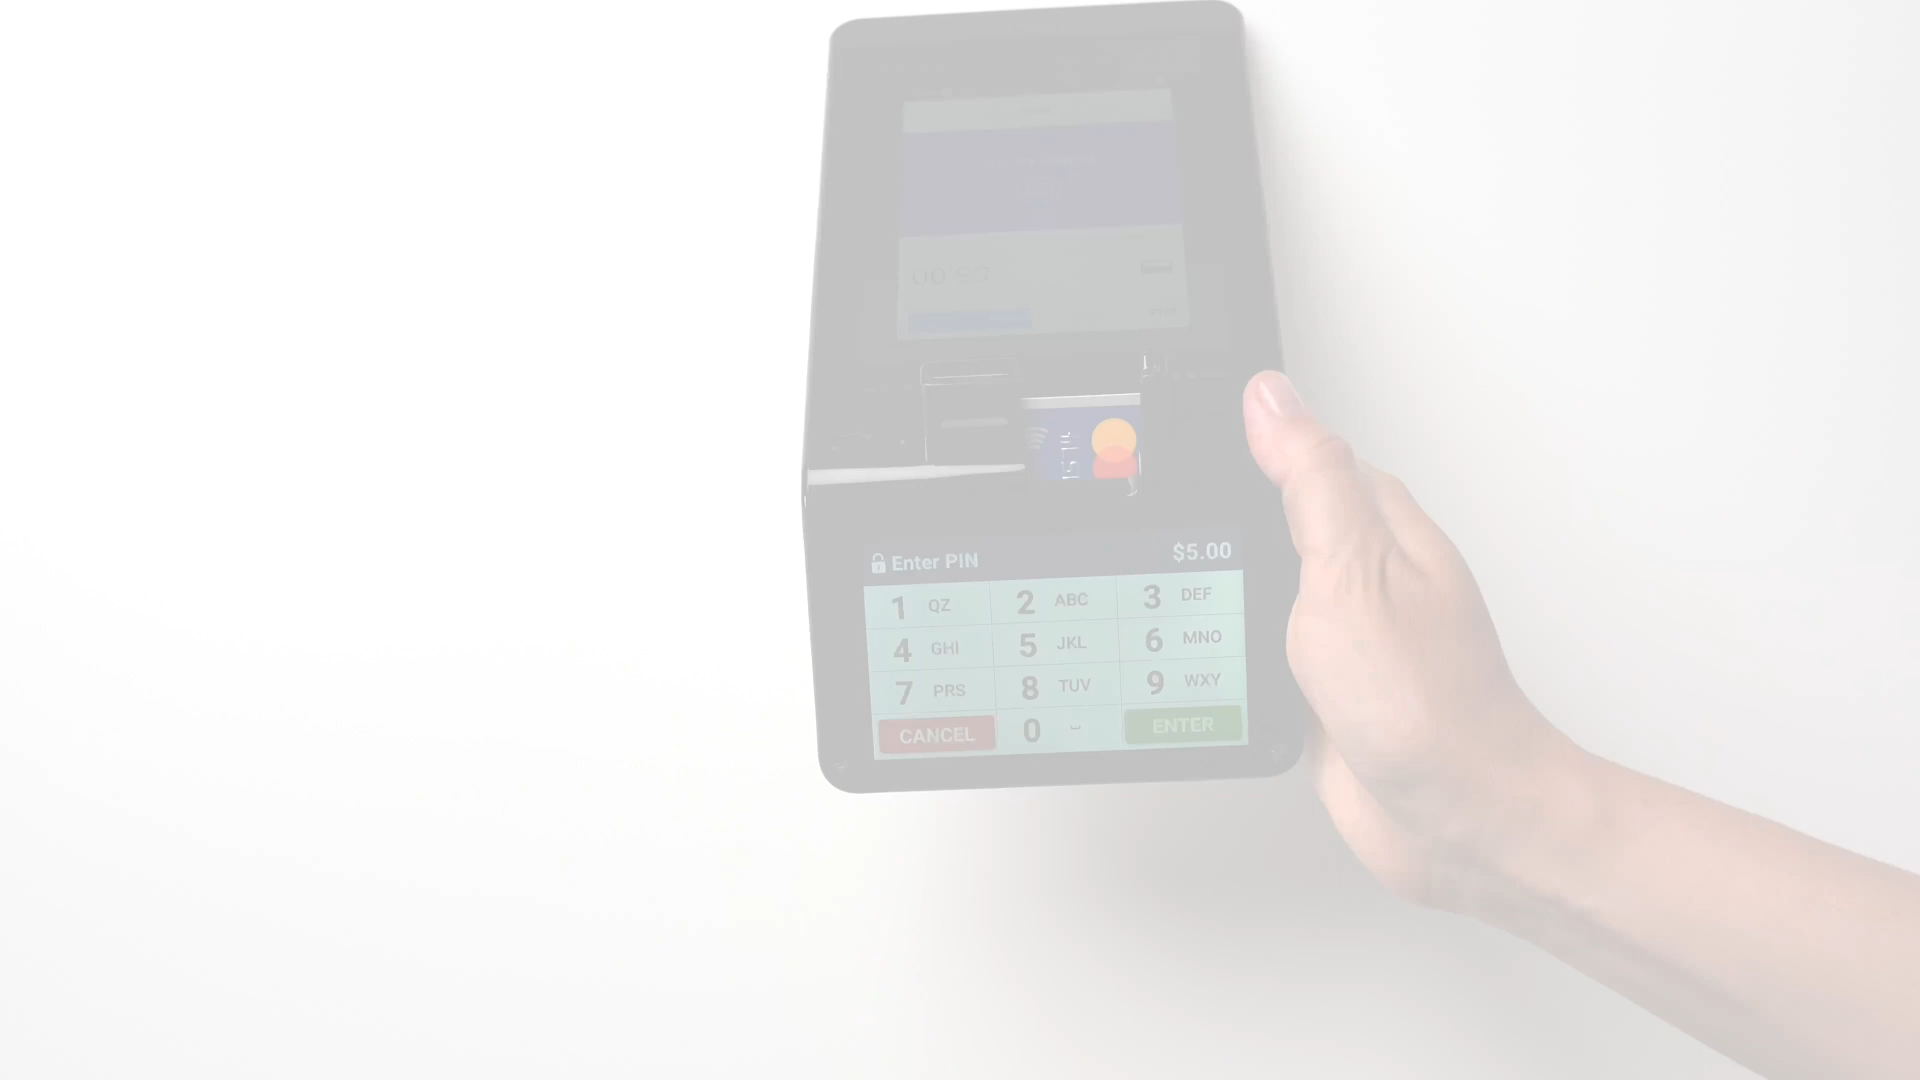 Enter PIN $5.00
1 QZ 2 ABC 3 DEF
4 GHI 5 JKL 6 MNO
7 PRS 8 TUV 9 WXY
CANCEL 0 ENTER